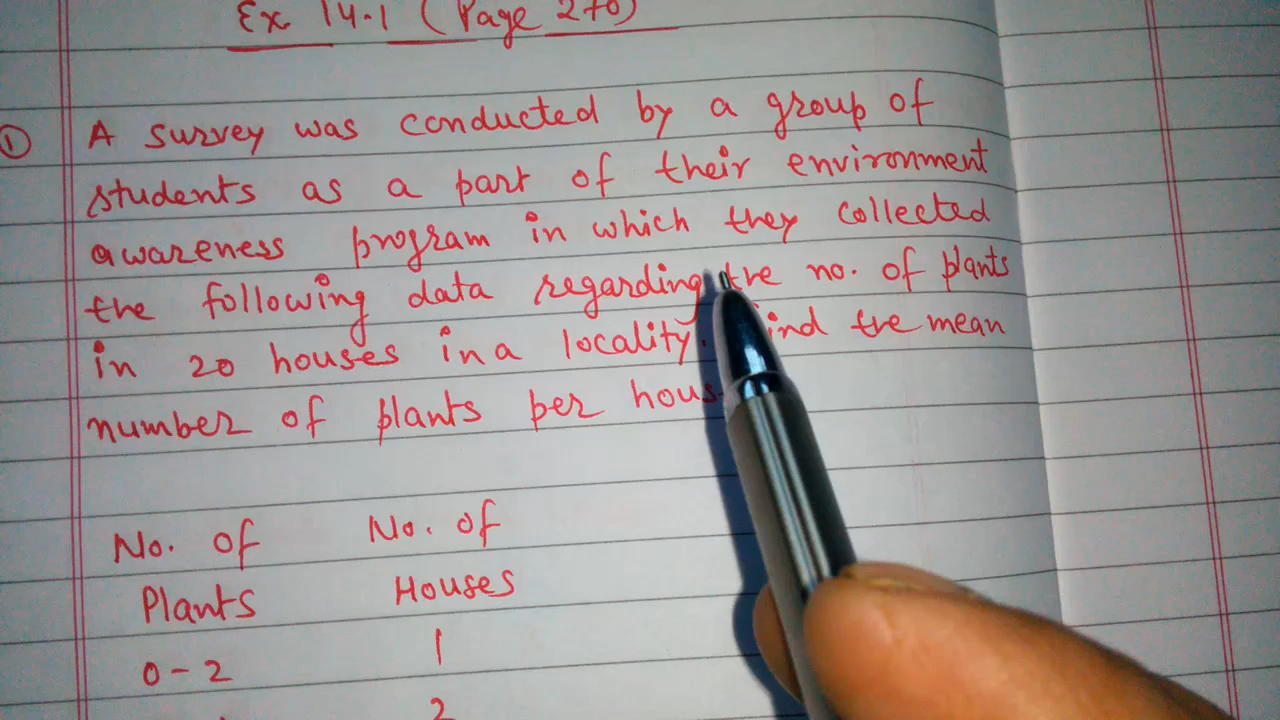 Ex 14.1 (Page 270)
① A survey was conducted by a group of
students as a part of their environment
awareness program in which they collected
the following data regarding the no. of plants
in 20 houses in a locality. ind the mean
number of plants per hous
No. of No. of
Plants Houses
0-2 1
2